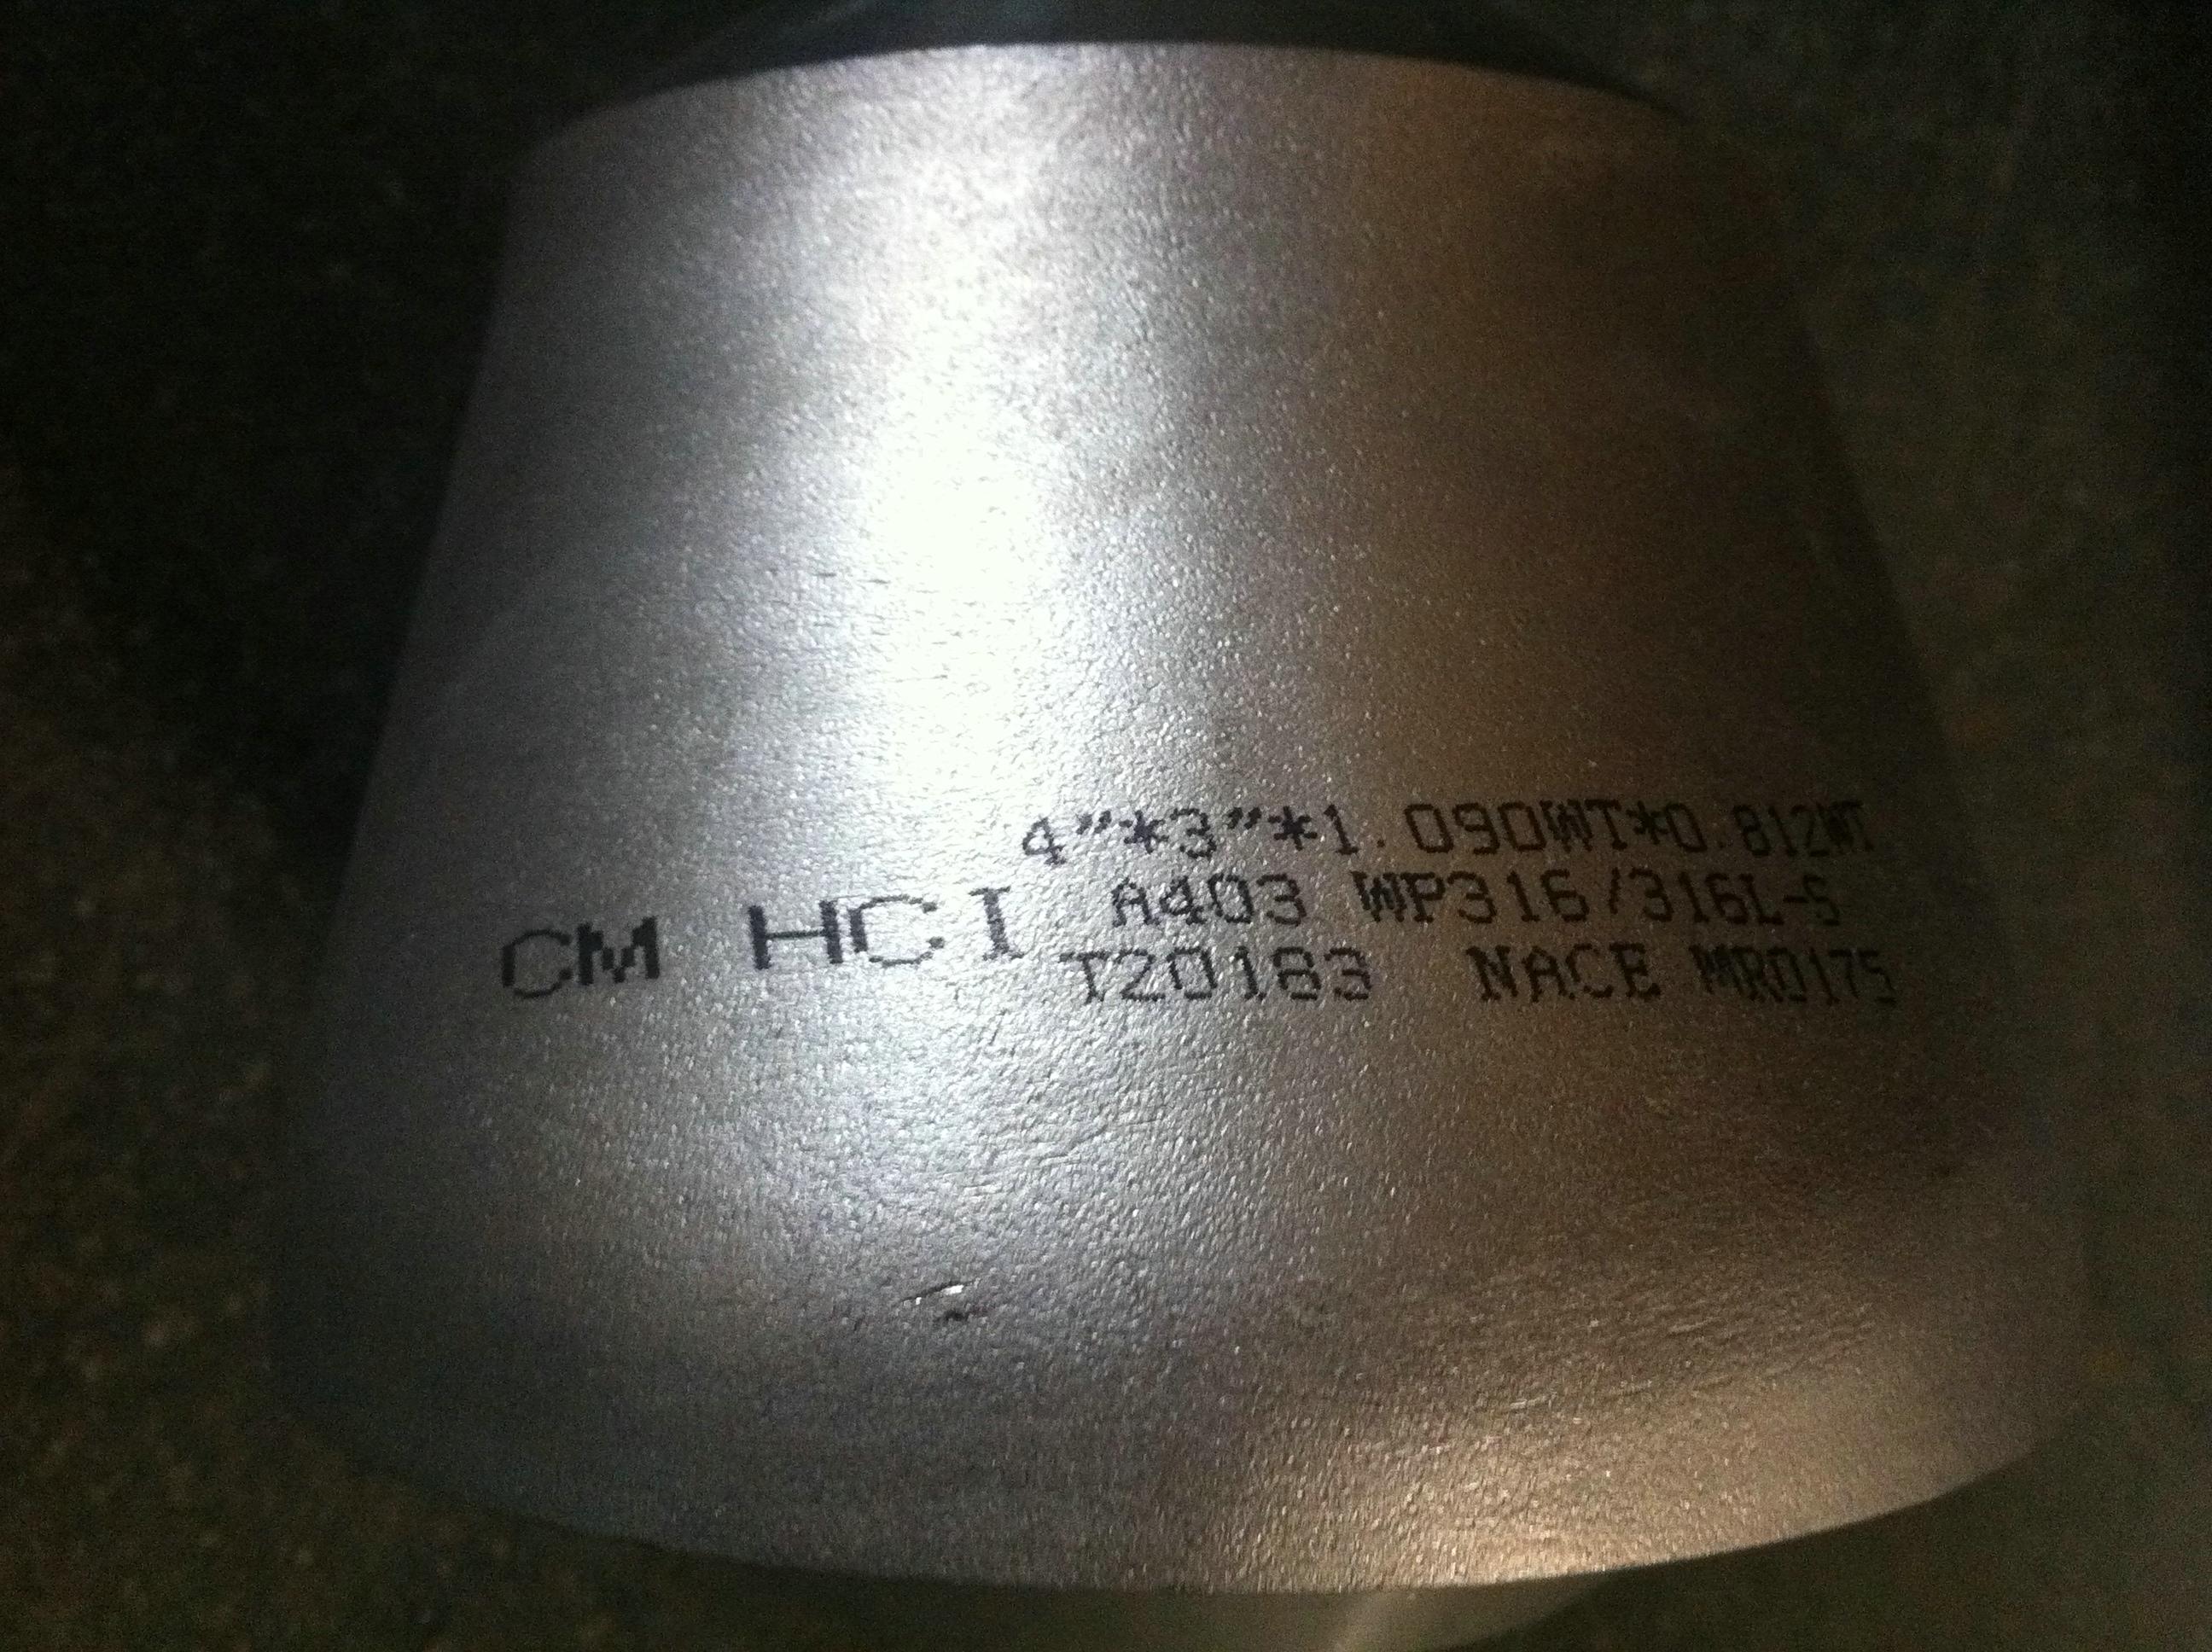 4"*3"*1.090WT*0.812WT
CM HCI A403 WP316/316L-S
T20183 NACE MR0175